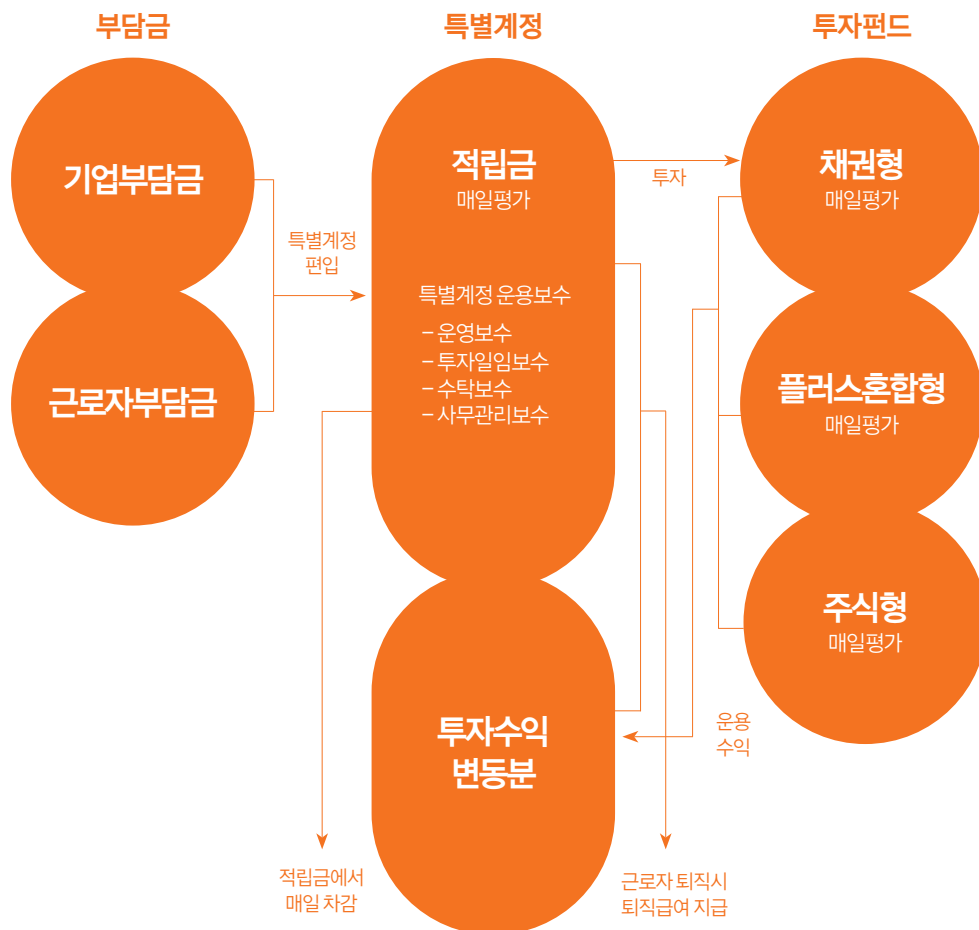 부담금
특별계정
투자펀드
기업부담금
근로자부담금
특별계정
편입
적립금
매일평가
특별계정 운용보수
– 운영보수
– 투자일임보수
– 수탁보수
– 사무관리보수
투자수익
변동분
투자
채권형
매일평가
플러스혼합형
매일평가
주식형
매일평가
운용
수익
적립금에서
매일 차감
근로자 퇴직시
퇴직급여 지급